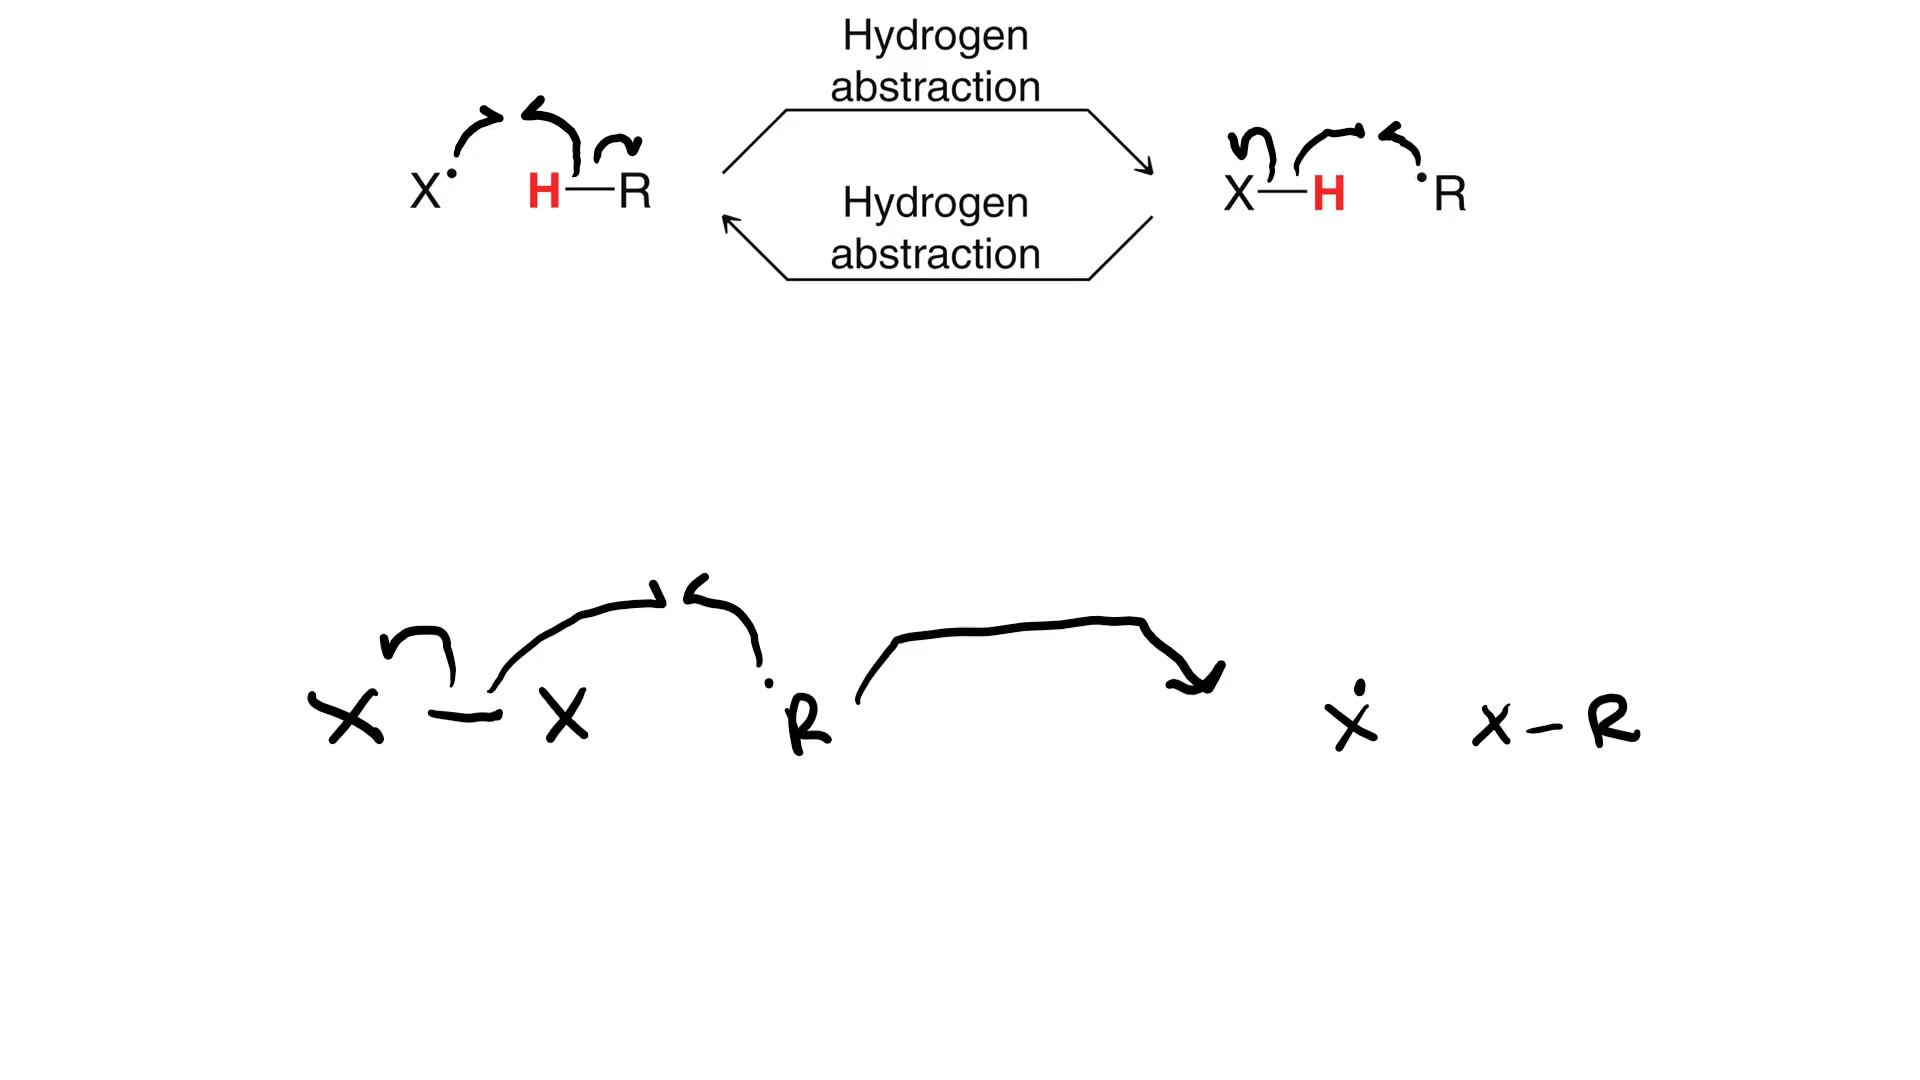 Hydrogen
abstraction
X• H—R
X—H •R
Hydrogen
abstraction
X — X •R
Ẋ X – R